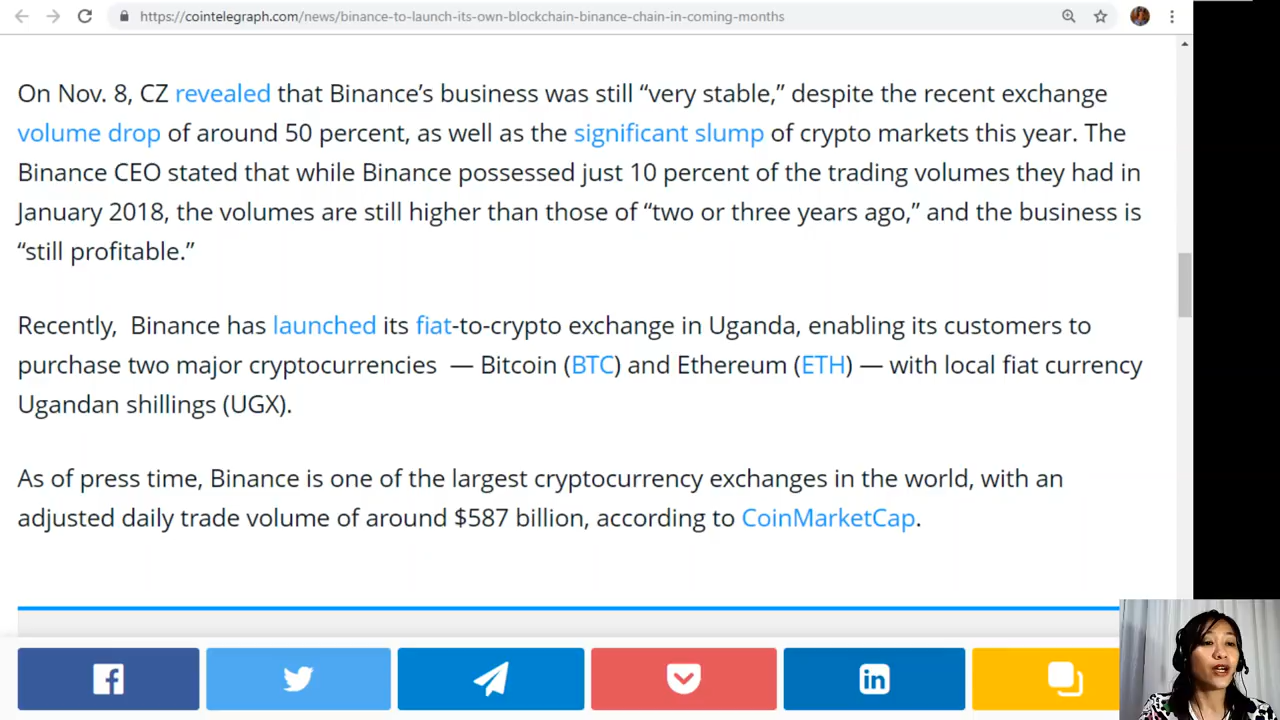 https://cointelegraph.com/news/binance-to-launch-its-own-blockchain-binance-chain-in-coming-months
On Nov. 8, CZ revealed that Binance’s business was still “very stable,” despite the recent exchange
volume drop of around 50 percent, as well as the significant slump of crypto markets this year. The
Binance CEO stated that while Binance possessed just 10 percent of the trading volumes they had in
January 2018, the volumes are still higher than those of “two or three years ago,” and the business is
“still profitable.”
Recently,  Binance has launched its fiat-to-crypto exchange in Uganda, enabling its customers to
purchase two major cryptocurrencies  — Bitcoin (BTC) and Ethereum (ETH) — with local fiat currency
Ugandan shillings (UGX).
As of press time, Binance is one of the largest cryptocurrency exchanges in the world, with an
adjusted daily trade volume of around $587 billion, according to CoinMarketCap.